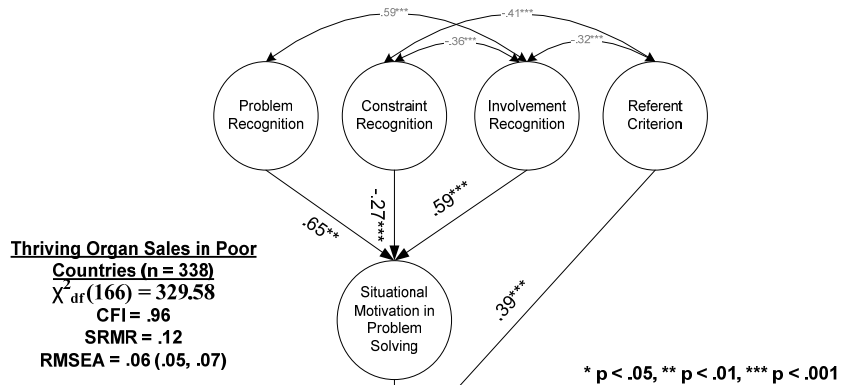 .59***
-.41***
-.36***
-.32***
Problem
Recognition
Constraint
Recognition
Involvement
Recognition
Referent
Criterion
.65**
-.27***
.59***
.39***
Thriving Organ Sales in Poor
Countries (n = 338)
χ²df(166) = 329.58
CFI = .96
SRMR = .12
RMSEA = .06 (.05, .07)
Situational
Motivation in
Problem
Solving
* p < .05, ** p < .01, *** p < .001